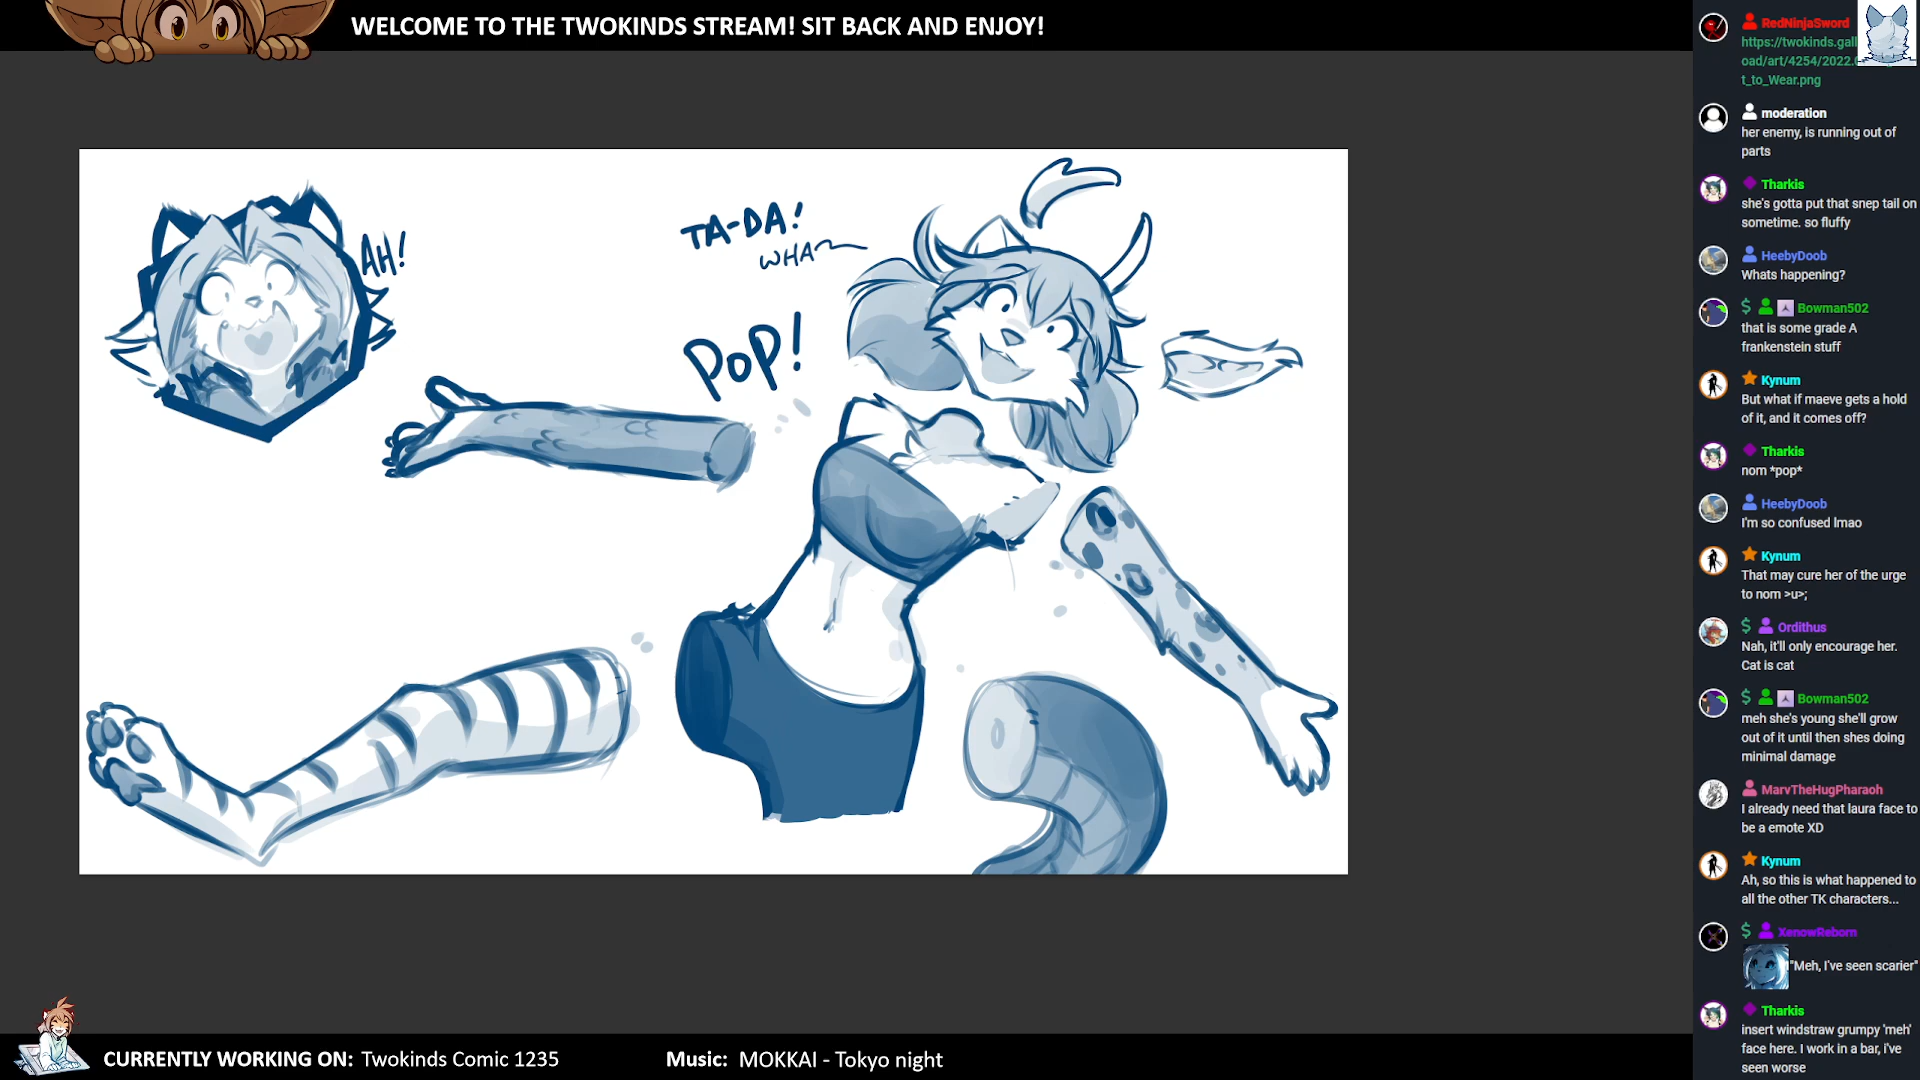 WELCOME TO THE TWOKINDS STREAM! SIT BACK AND ENJOY!
AH!
TA-DA!
WHA
POP!
CURRENTLY WORKING ON: Twokinds Comic 1235
Music: MOKKAI - Tokyo night
RedNinjaSword
https://twokinds.gall
oad/art/4254/2022.
t_to_Wear.png
moderation
her enemy, is running out of
parts
Tharkis
she's gotta put that snep tail on
sometime. so fluffy
HeebyDoob
Whats happening?
$ Bowman502
that is some grade A
frankenstein stuff
Kynum
But what if maeve gets a hold
of it, and it comes off?
Tharkis
nom *pop*
HeebyDoob
I'm so confused lmao
Kynum
That may cure her of the urge
to nom >u>;
$ Ordithus
Nah, it'll only encourage her.
Cat is cat
$ Bowman502
meh she's young she'll grow
out of it until then shes doing
minimal damage
MarvTheHugPharaoh
I already need that laura face to
be a emote XD
Kynum
Ah, so this is what happened to
all the other TK characters...
$ XenowReborn
"Meh, I've seen scarier"
Tharkis
insert windstraw grumpy 'meh'
face here. I work in a bar, i've
seen worse